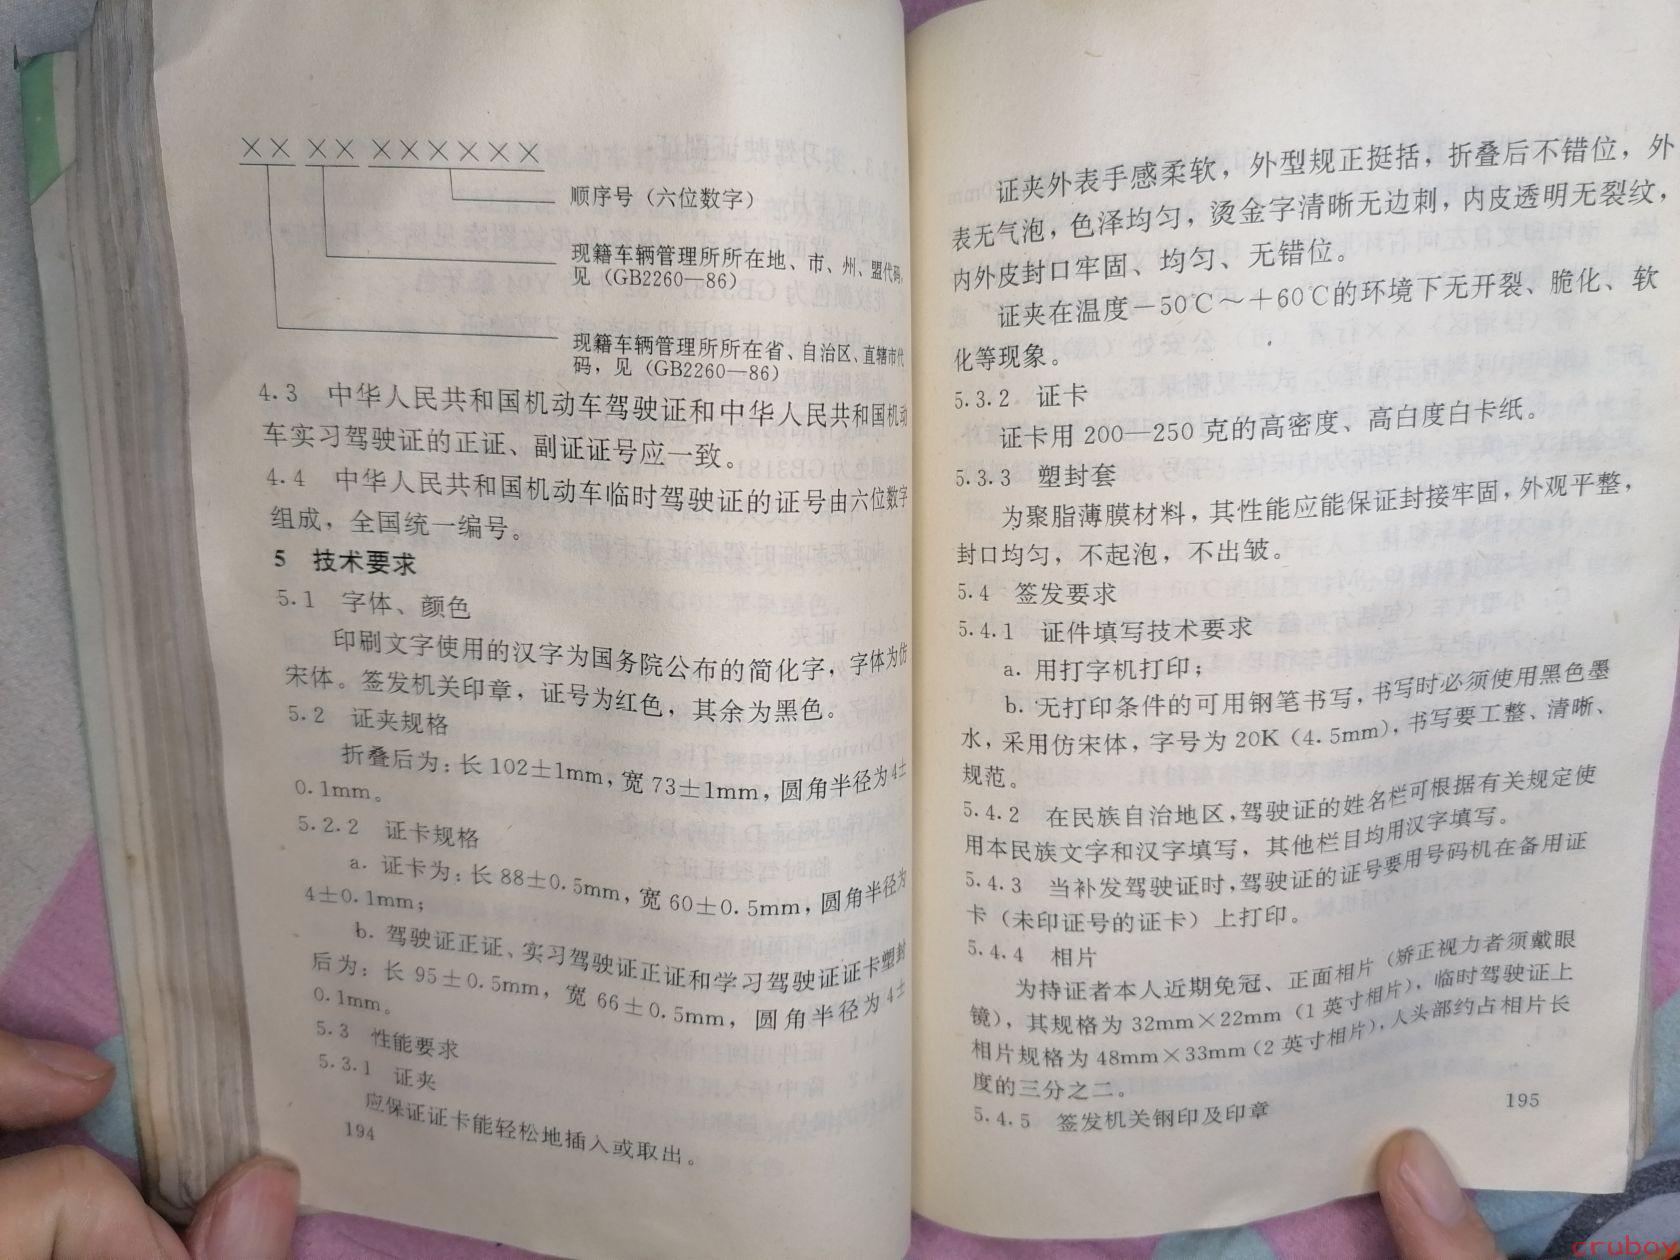 ×× ×× ××××××
顺序号（六位数字）
现籍车辆管理所所在地、市、州、盟代码，
见（GB2260—86）
现籍车辆管理所所在省、自治区、直辖市代
码，见（GB2260—86）
4.3 中华人民共和国机动车驾驶证和中华人民共和国机动
车实习驾驶证的正证、副证证号应一致。
4.4 中华人民共和国机动车临时驾驶证的证号由六位数字
组成，全国统一编号。
5 技术要求
5.1 字体、颜色
印刷文字使用的汉字为国务院公布的简化字，字体为仿
宋体。签发机关印章，证号为红色，其余为黑色。
5.2 证夹规格
折叠后为：长102±1mm，宽73±1mm，圆角半径为4±
0.1mm。
5.2.2 证卡规格
a. 证卡为：长88±0.5mm，宽60±0.5mm，圆角半径为
4±0.1mm；
b. 驾驶证正证、实习驾驶证正证和学习驾驶证证卡塑封
后为：长95±0.5mm，宽66±0.5mm，圆角半径为4±
0.1mm。
5.3 性能要求
5.3.1 证夹
应保证证卡能轻松地插入或取出。
194
证夹外表手感柔软，外型规正挺括，折叠后不错位，外
表无气泡，色泽均匀，烫金字清晰无边刺，内皮透明无裂纹，
内外皮封口牢固、均匀、无错位。
证夹在温度－50℃～＋60℃的环境下无开裂、脆化、软
化等现象。
5.3.2 证卡
证卡用200—250克的高密度、高白度白卡纸。
5.3.3 塑封套
为聚脂薄膜材料，其性能应能保证封接牢固，外观平整，
封口均匀，不起泡，不出皱。
5.4 签发要求
5.4.1 证件填写技术要求
a. 用打字机打印；
b. 无打印条件的可用钢笔书写，书写时必须使用黑色墨
水，采用仿宋体，字号为20K（4.5mm），书写要工整、清晰、
规范。
5.4.2 在民族自治地区，驾驶证的姓名栏可根据有关规定使
用本民族文字和汉字填写，其他栏目均用汉字填写。
5.4.3 当补发驾驶证时，驾驶证的证号要用号码机在备用证
卡（未印证号的证卡）上打印。
5.4.4 相片
为持证者本人近期免冠、正面相片（矫正视力者须戴眼
镜），其规格为32mm×22mm（1英寸相片），临时驾驶证上
相片规格为48mm×33mm（2英寸相片），人头部约占相片长
度的三分之二。
5.4.5 签发机关钢印及印章
195
cruboy